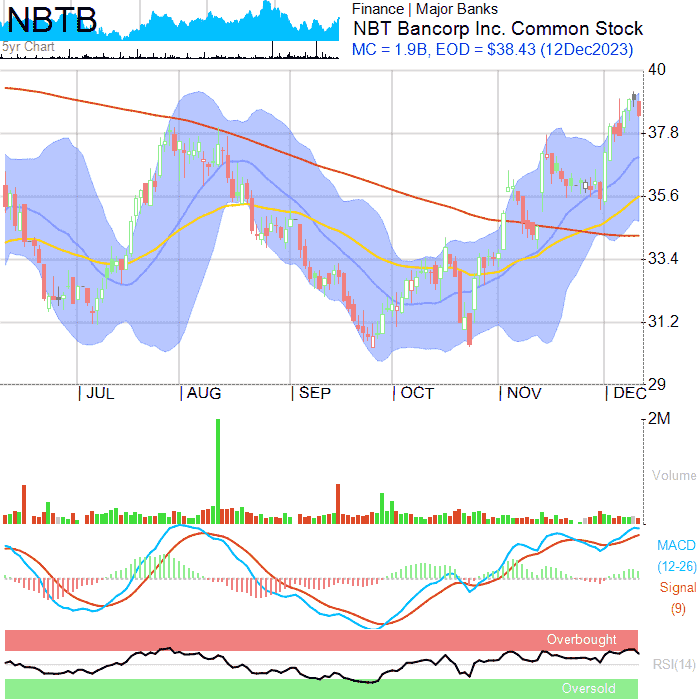 NBTB
5yr Chart
Finance | Major Banks
NBT Bancorp Inc. Common Stock
MC = 1.9B, EOD = $38.43 (12Dec2023)
40
37.8
35.6
33.4
31.2
29
| JUL | AUG | SEP | OCT | NOV | DEC
2M
Volume
MACD
(12-26)
Signal
(9)
Overbought
RSI(14)
Oversold